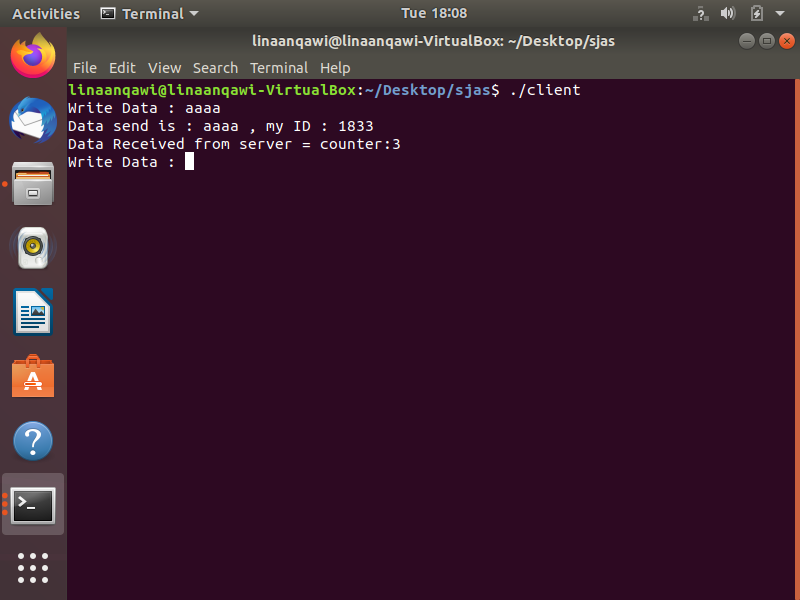 Activities Terminal Tue 18:08
linaanqawi@linaanqawi-VirtualBox: ~/Desktop/sjas
File Edit View Search Terminal Help
linaanqawi@linaanqawi-VirtualBox:~/Desktop/sjas$ ./client
Write Data : aaaa
Data send is : aaaa , my ID : 1833
Data Received from server = counter:3
Write Data :